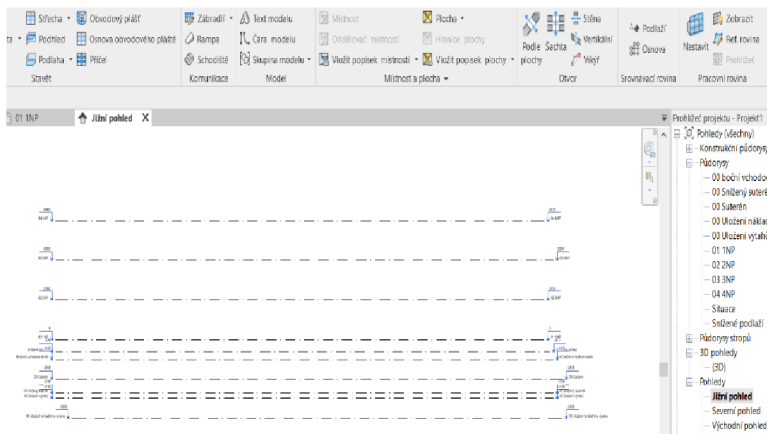 Střecha
Obvodový plášť
Zábradlí
Text modelu
Místnost
Plocha
Stěna
Podlaží
Zobrazit
Podhled
Osnova obvodového pláště
Rampa
Čára modelu
Oddělovač místností
Hranice plochy
Podle plochy
Šachta
Vertikální
Osnova
Nastavit
Ref. rovina
Podlaha
Příčel
Schodiště
Skupina modelu
Vložit popisek místnosti
Vložit popisek plochy
Vikýř
Prohlížeč
Stavět
Komunikace
Model
Místnost a plocha
Otvor
Srovnávací rovina
Pracovní rovina
01 1NP
Jižní pohled X
Prohlížeč projektu - Projekt1
Pohledy (všechny)
Konstrukční půdorysy
Půdorysy
00 boční vchodo
00 Snížený suteré
00 Suterén
00 Uložení náklad
00 Uložení výtahů
01 1NP
02 2NP
03 3NP
04 4NP
Situace
Snížené podlaží
Půdorysy stropů
3D pohledy
{3D}
Pohledy
Jižní pohled
Severní pohled
Východní pohled